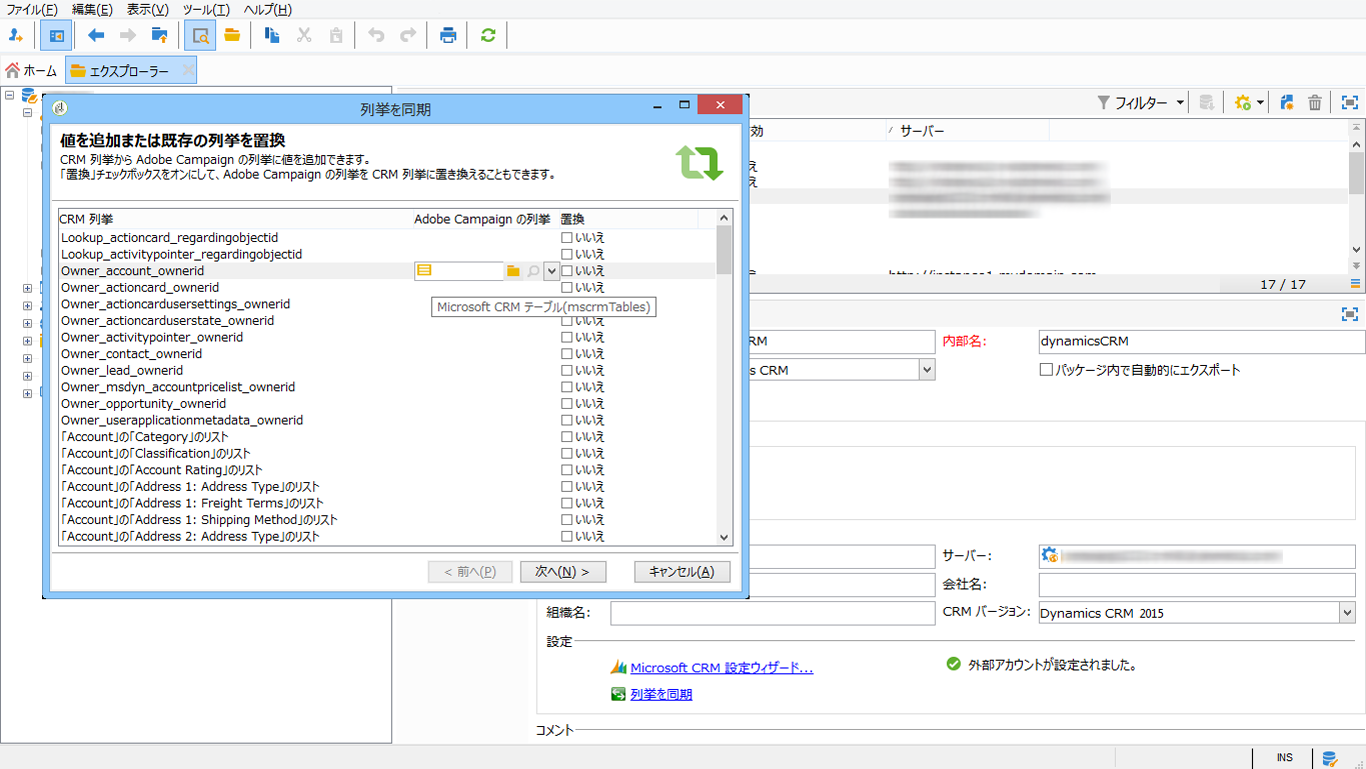 ファイル(F) 編集(E) 表示(V) ツール(T) ヘルプ(H)
ホーム エクスプローラー
列挙を同期
値を追加または既存の列挙を置換
CRM 列挙から Adobe Campaign の列挙に値を追加できます。
「置換」チェックボックスをオンにして、Adobe Campaign の列挙を CRM 列挙に置き換えることもできます。
CRM 列挙 Adobe Campaign の列挙 置換
Lookup_actioncard_regardingobjectid いいえ
Lookup_activitypointer_regardingobjectid いいえ
Owner_account_ownerid いいえ
Owner_actioncard_ownerid いいえ
Owner_actioncardusersettings_ownerid
Microsoft CRM テーブル(mscrmTables)
Owner_actioncarduserstate_ownerid いいえ
Owner_activitypointer_ownerid いいえ
Owner_contact_ownerid いいえ
Owner_lead_ownerid いいえ
Owner_msdyn_accountpricelist_ownerid いいえ
Owner_opportunity_ownerid いいえ
Owner_userapplicationmetadata_ownerid いいえ
「Account」の「Category」のリスト いいえ
「Account」の「Classification」のリスト いいえ
「Account」の「Account Rating」のリスト いいえ
「Account」の「Address 1: Address Type」のリスト いいえ
「Account」の「Address 1: Freight Terms」のリスト いいえ
「Account」の「Address 1: Shipping Method」のリスト いいえ
「Account」の「Address 2: Address Type」のリスト いいえ
< 前へ(P) 次へ(N) > キャンセル(A)
フィルター
効 サーバー
え
え
http://instance1.mydomain.com
17 / 17
RM 内部名: dynamicsCRM
s CRM パッケージ内で自動的にエクスポート
サーバー:
会社名:
組織名: CRM バージョン: Dynamics CRM 2015
設定
Microsoft CRM 設定ウィザード... 外部アカウントが設定されました。
列挙を同期
コメント
INS